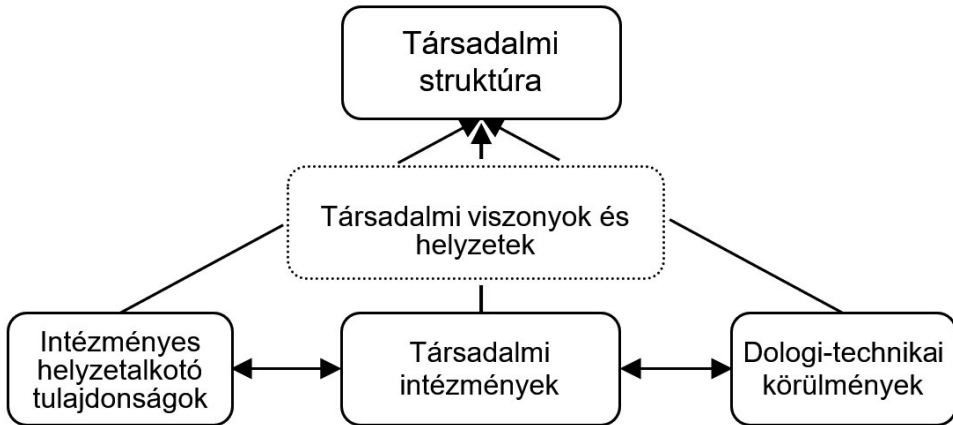 Társadalmi
struktúra
Társadalmi viszonyok és
helyzetek
Intézményes
helyzetalkotó
tulajdonságok
Társadalmi
intézmények
Dologi-technikai
körülmények